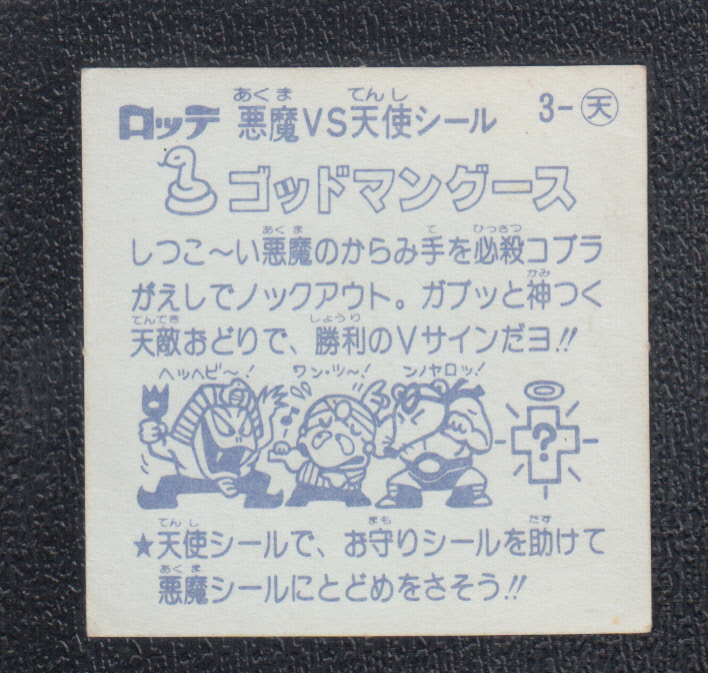 ロッテ 悪魔VS天使シール 3-天
ゴッドマングース
しつこ〜い悪魔のからみ手を必殺コブラ
がえしでノックアウト。ガブッと神つく
天敵おどりで、勝利のVサインだヨ!!
ヘッヘビ〜! ワン・ツ〜! ンノヤロッ!
?
★天使シールで、お守りシールを助けて
悪魔シールにとどめをさそう!!